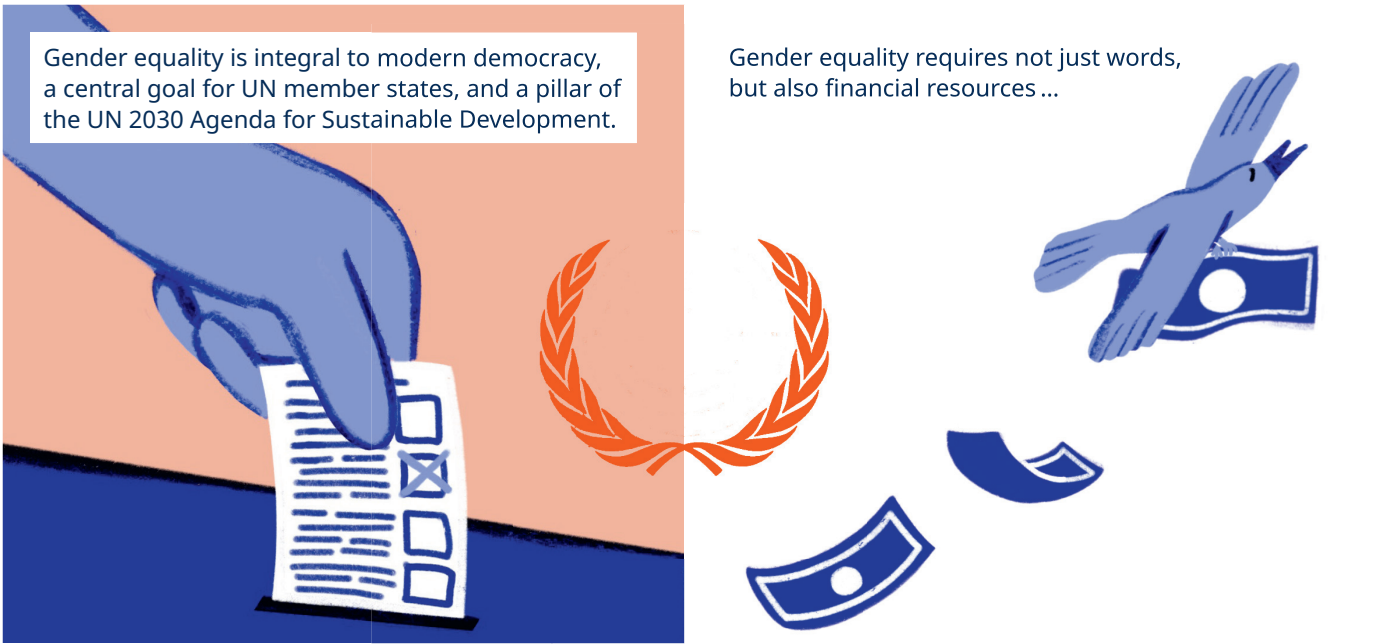 Gender equality is integral to modern democracy,
a central goal for UN member states, and a pillar of
the UN 2030 Agenda for Sustainable Development.
Gender equality requires not just words,
but also financial resources ...